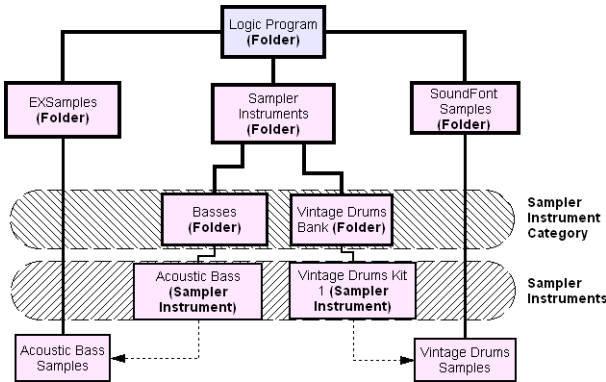 Logic Program
(Folder)
EXSamples
(Folder)
Sampler
Instruments
(Folder)
SoundFont
Samples
(Folder)
Basses
(Folder)
Vintage Drums
Bank (Folder)
Sampler
Instrument
Category
Acoustic Bass
(Sampler
Instrument)
Vintage Drums Kit
1 (Sampler
Instrument)
Sampler
Instruments
Acoustic Bass
Samples
Vintage Drums
Samples